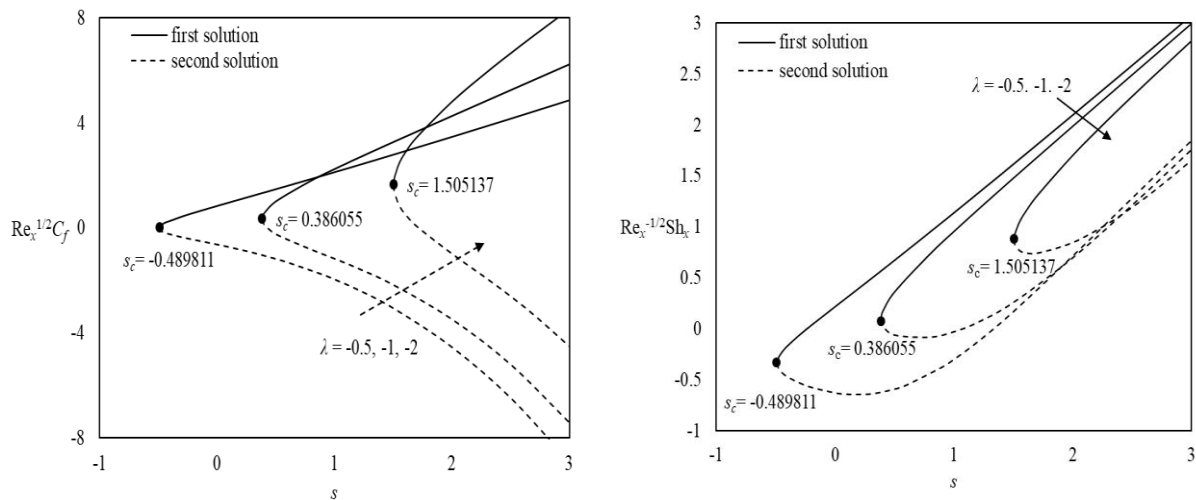 8
first solution
second solution
4
s_c= 1.505137
Re_x^1/2 C_f
0
s_c= 0.386055
s_c= -0.489811
-4
λ = -0.5, -1, -2
-8
-1
0
1
2
3
s
3
first solution
second solution
2.5
λ = -0.5. -1. -2
2
1.5
Re_x^-1/2 Sh_x
1
s_c= 1.505137
0.5
0
s_c= 0.386055
-0.5
s_c= -0.489811
-1
-1
0
1
2
3
s